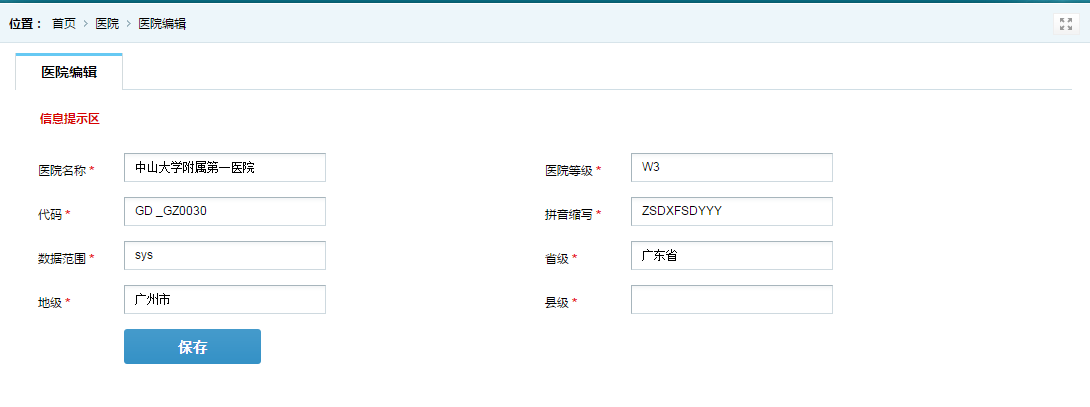 位置： 首页 > 医院 > 医院编辑
医院编辑
信息提示区
医院名称 * 中山大学附属第一医院 医院等级 * W3
代码 * GD _GZ0030 拼音缩写 * ZSDXFSDYYY
数据范围 * sys 省级 * 广东省
地级 * 广州市 县级 *
保存